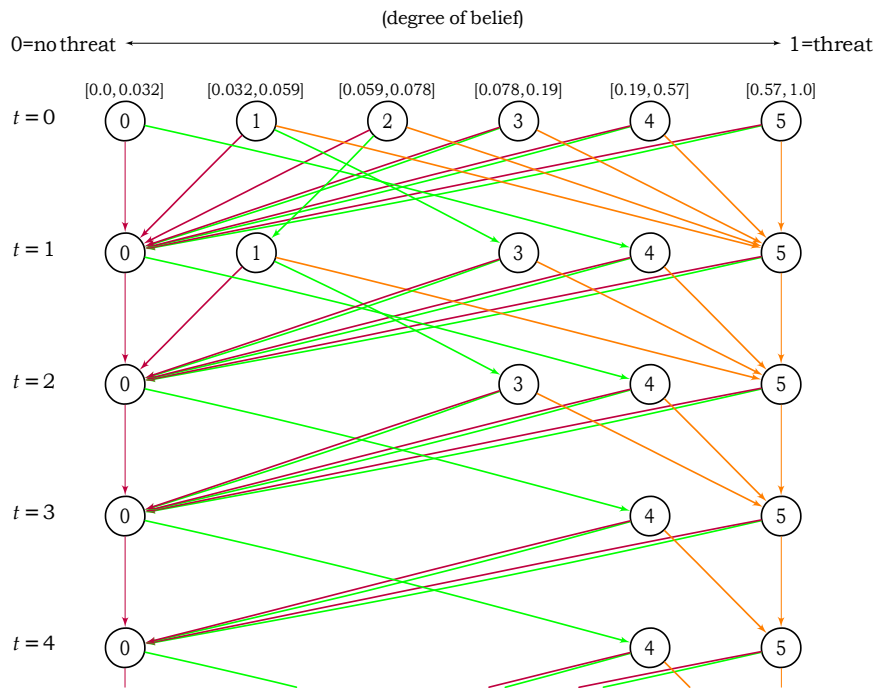 (degree of belief)
0=no threat 1=threat
[0.0, 0.032] [0.032, 0.059] [0.059, 0.078] [0.078, 0.19] [0.19, 0.57] [0.57, 1.0]
t = 0 0 1 2 3 4 5
t = 1 0 1 3 4 5
t = 2 0 3 4 5
t = 3 0 4 5
t = 4 0 4 5